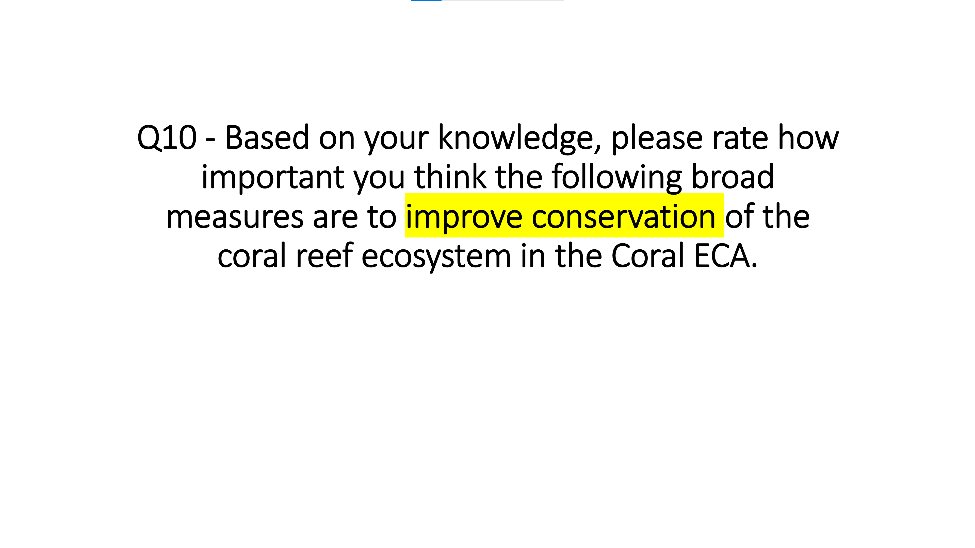 Q10 - Based on your knowledge, please rate how
important you think the following broad
measures are to improve conservation of the
coral reef ecosystem in the Coral ECA.